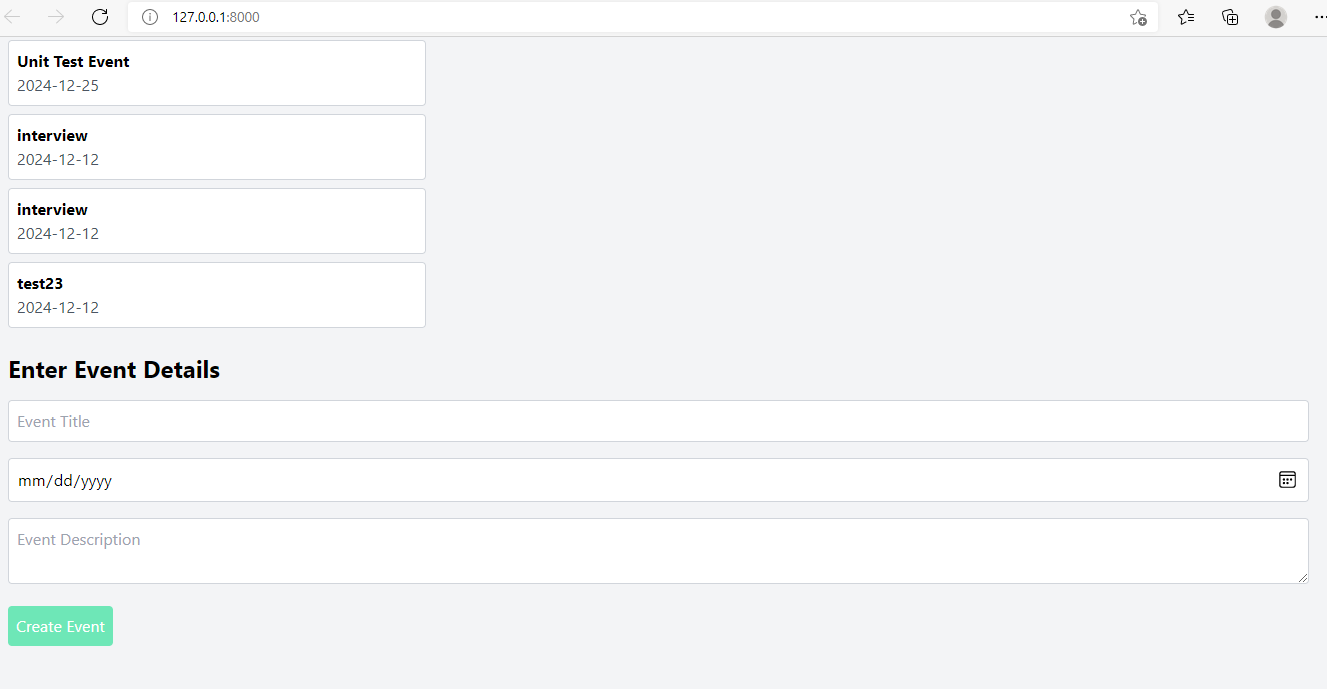 127.0.0.1:8000
Unit Test Event
2024-12-25
interview
2024-12-12
interview
2024-12-12
test23
2024-12-12
Enter Event Details
Event Title
mm/dd/yyyy
Event Description
Create Event